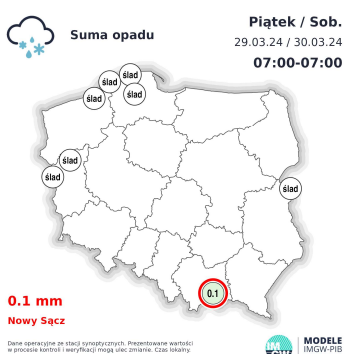 Suma opadu
Piątek / Sob.
29.03.24 / 30.03.24
07:00-07:00
ślad
ślad
ślad
ślad
ślad
ślad
ślad
0.1
0.1 mm
Nowy Sącz
Dane operacyjne ze stacji synoptycznych. Prezentowane wartości
w procesie kontroli i weryfikacji mogą ulec zmianie. Czas lokalny.
IM
MODELE
IMGW-PIB